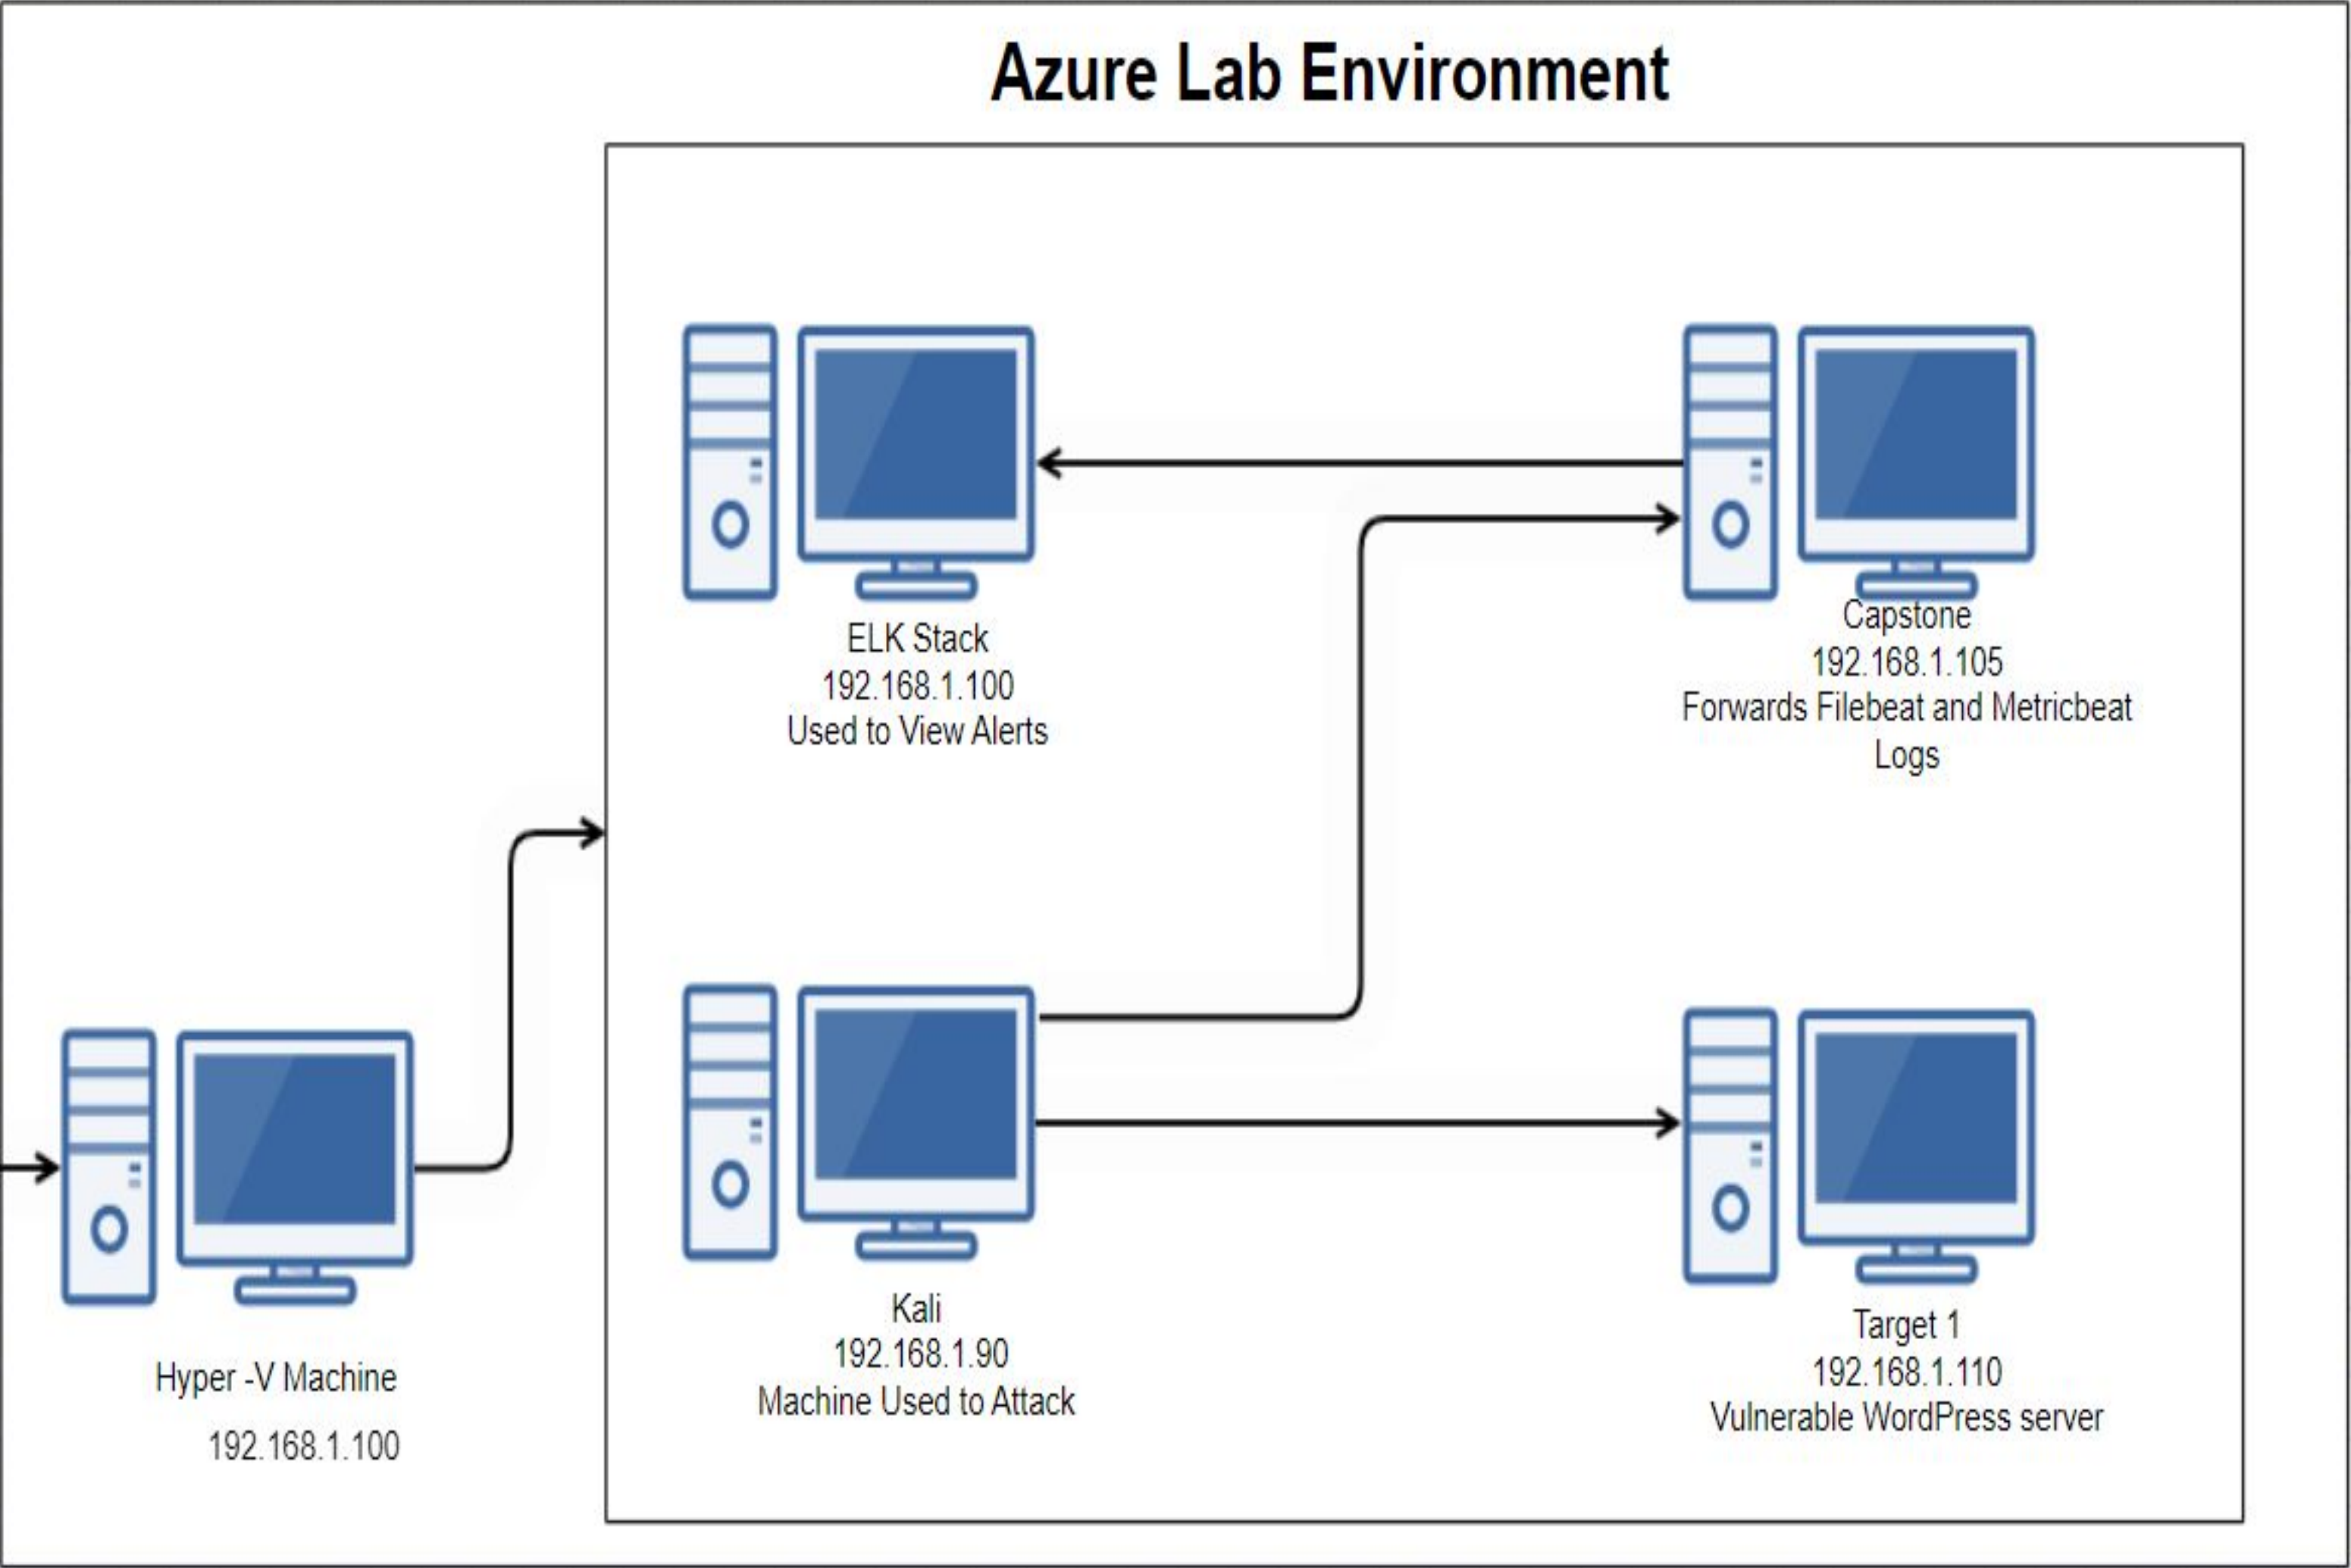 Azure Lab Environment
ELK Stack
192.168.1.100
Used to View Alerts
Capstone
192.168.1.105
Forwards Filebeat and Metricbeat
Logs
Hyper -V Machine
192.168.1.100
Kali
192.168.1.90
Machine Used to Attack
Target 1
192.168.1.110
Vulnerable WordPress server